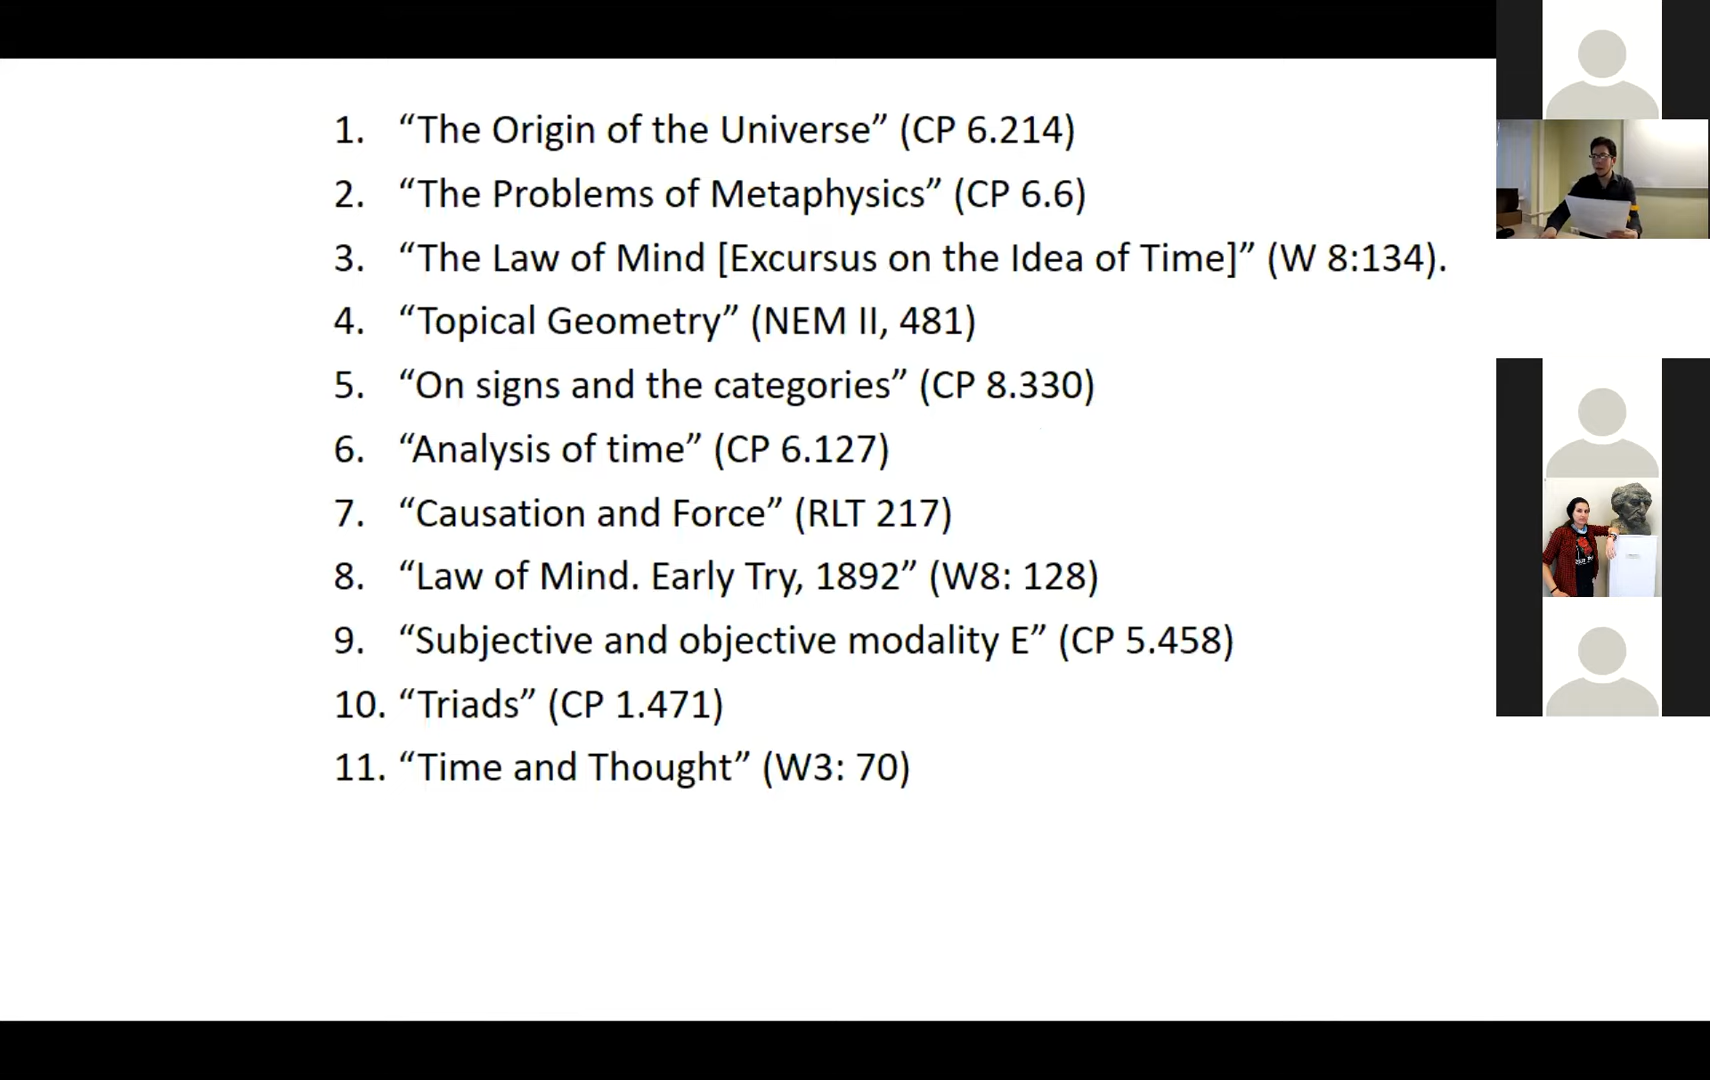 1. “The Origin of the Universe” (CP 6.214)
2. “The Problems of Metaphysics” (CP 6.6)
3. “The Law of Mind [Excursus on the Idea of Time]” (W 8:134).
4. “Topical Geometry” (NEM II, 481)
5. “On signs and the categories” (CP 8.330)
6. “Analysis of time” (CP 6.127)
7. “Causation and Force” (RLT 217)
8. “Law of Mind. Early Try, 1892” (W8: 128)
9. “Subjective and objective modality E” (CP 5.458)
10. “Triads” (CP 1.471)
11. “Time and Thought” (W3: 70)